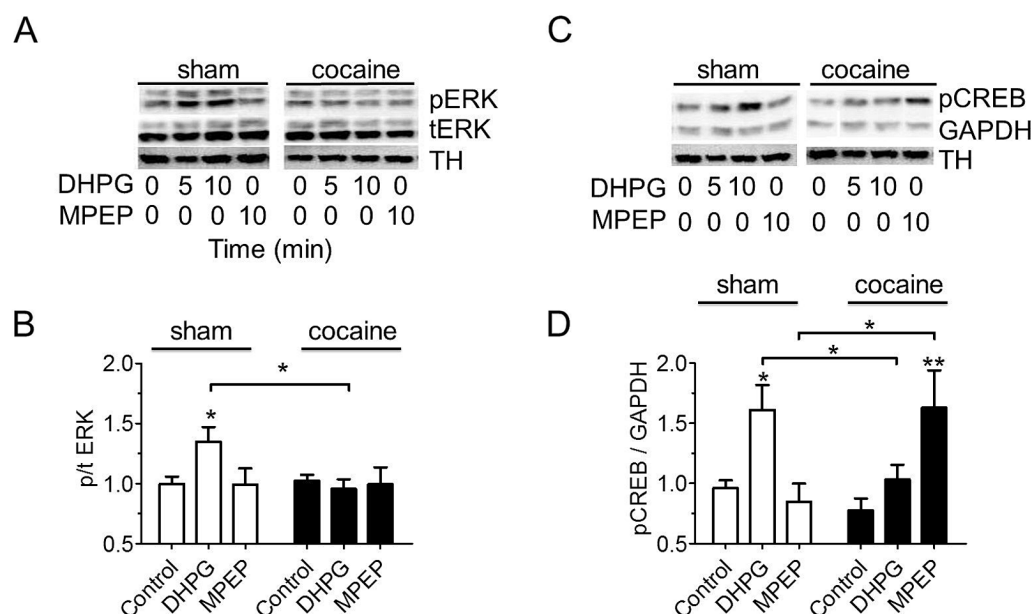 A
sham cocaine
pERK
tERK
TH
DHPG 0 5 10 0 0 5 10 0
MPEP 0 0 0 10 0 0 0 10
Time (min)
C
sham cocaine
pCREB
GAPDH
TH
DHPG 0 5 10 0 0 5 10 0
MPEP 0 0 0 10 0 0 0 10
B
sham cocaine
*
*
p/t ERK
2.0
1.5
1.0
0.5
Control DHPG MPEP Control DHPG MPEP
D
sham cocaine
*
*
* **
pCREB / GAPDH
2.0
1.5
1.0
0.5
Control DHPG MPEP Control DHPG MPEP